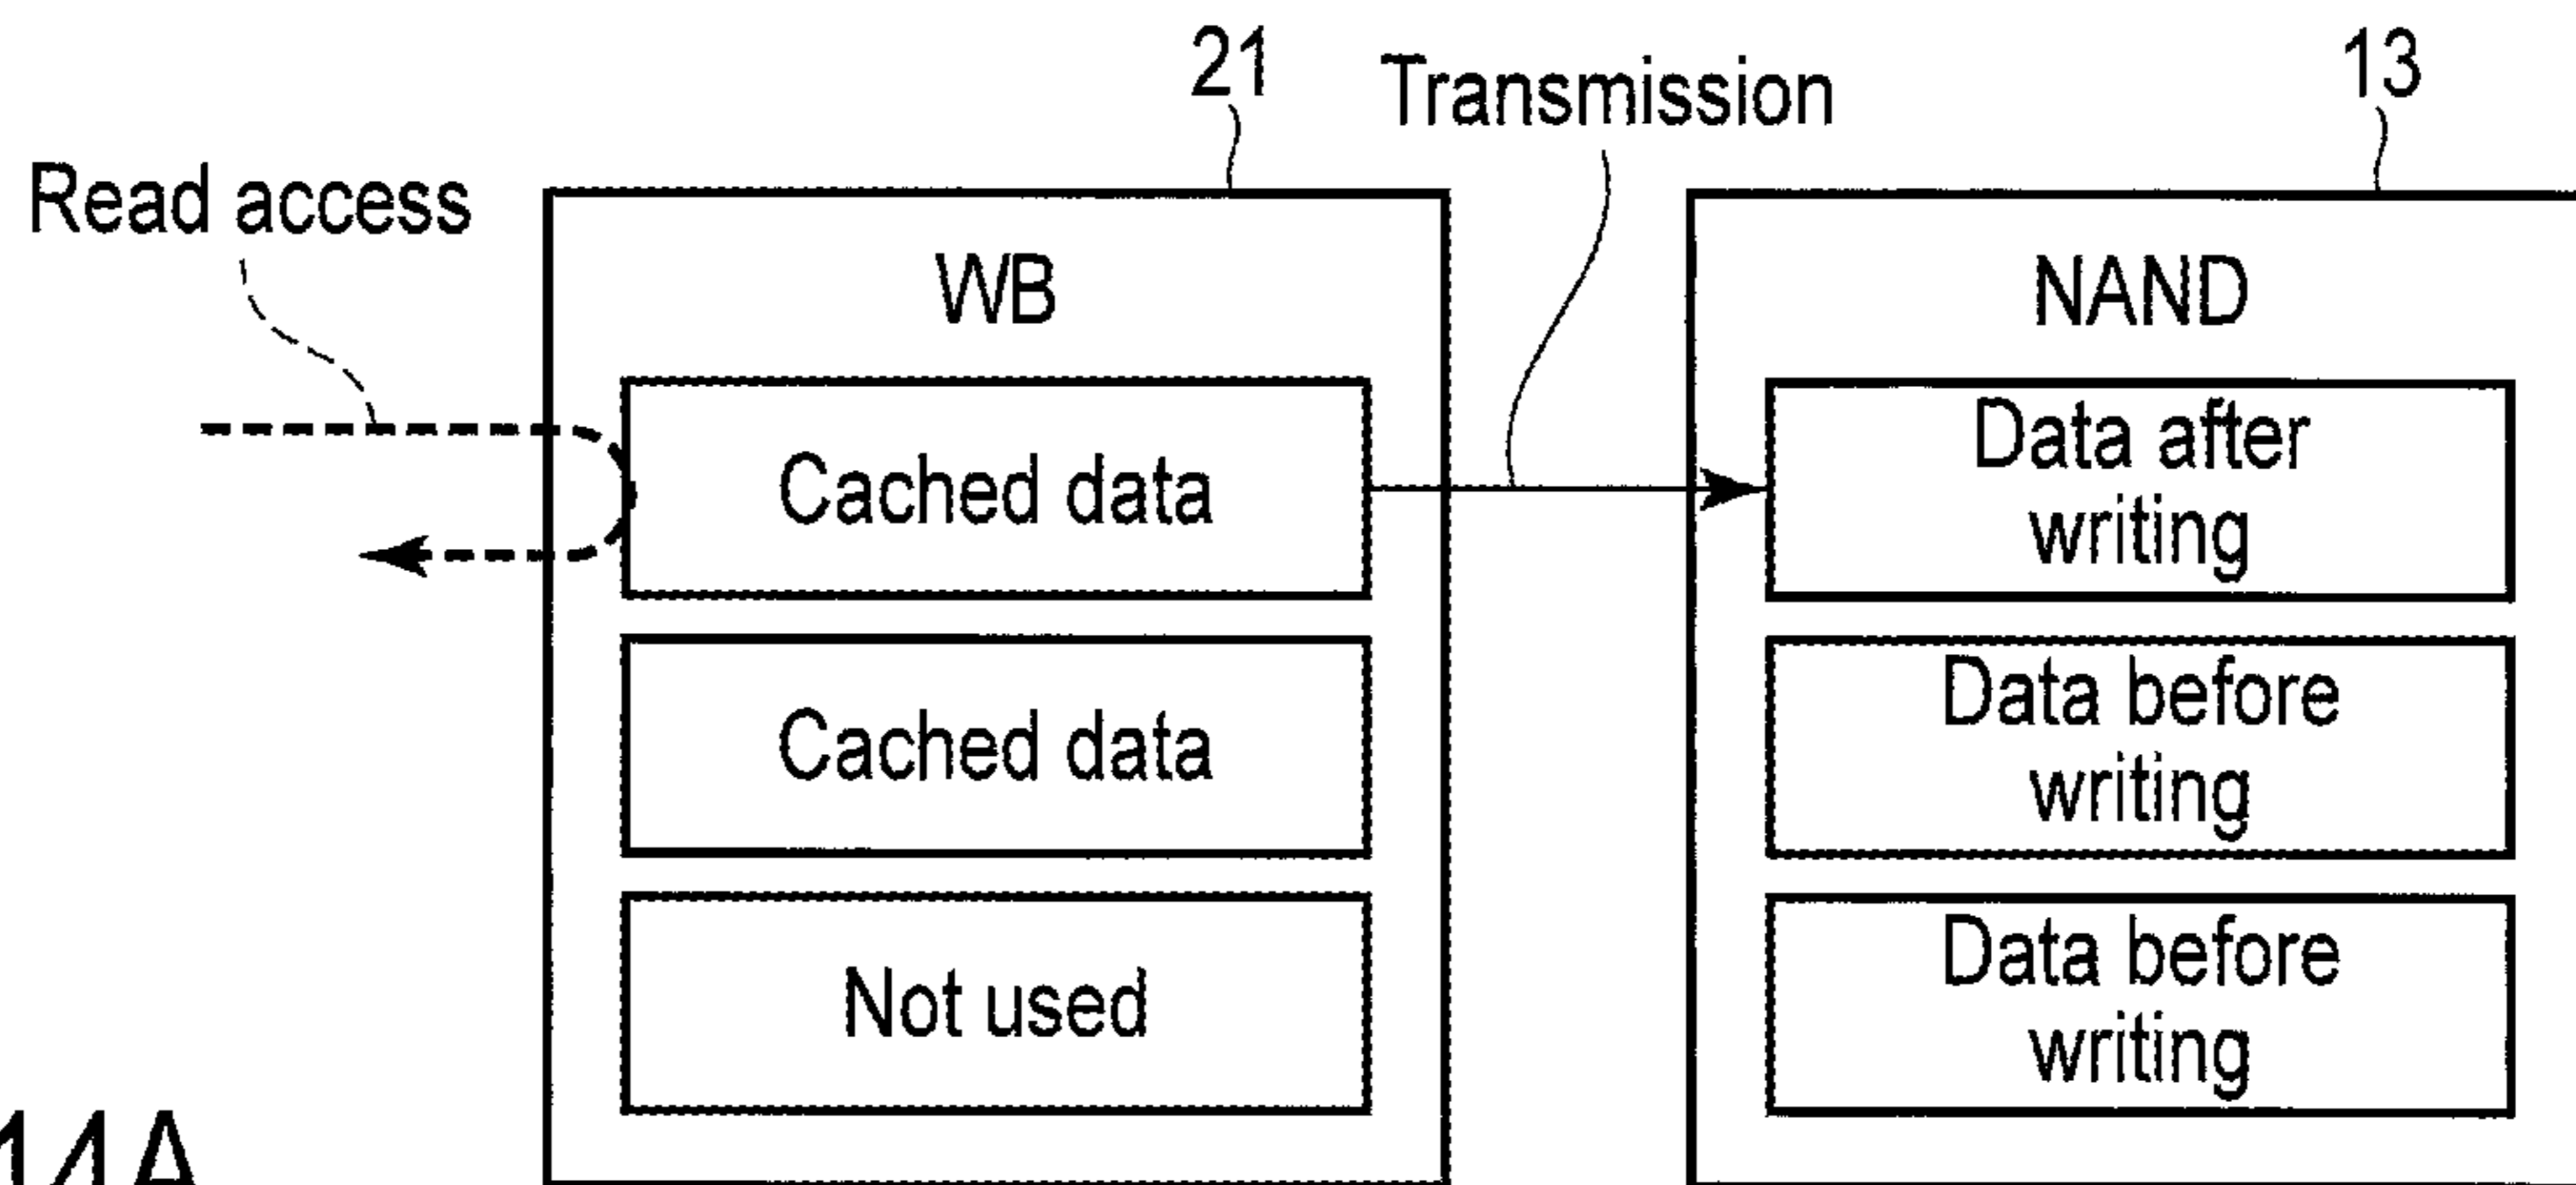 21
Transmission
13
Read access
WB
NAND
Cached data
Data after
writing
Cached data
Data before
writing
Not used
Data before
writing
14A